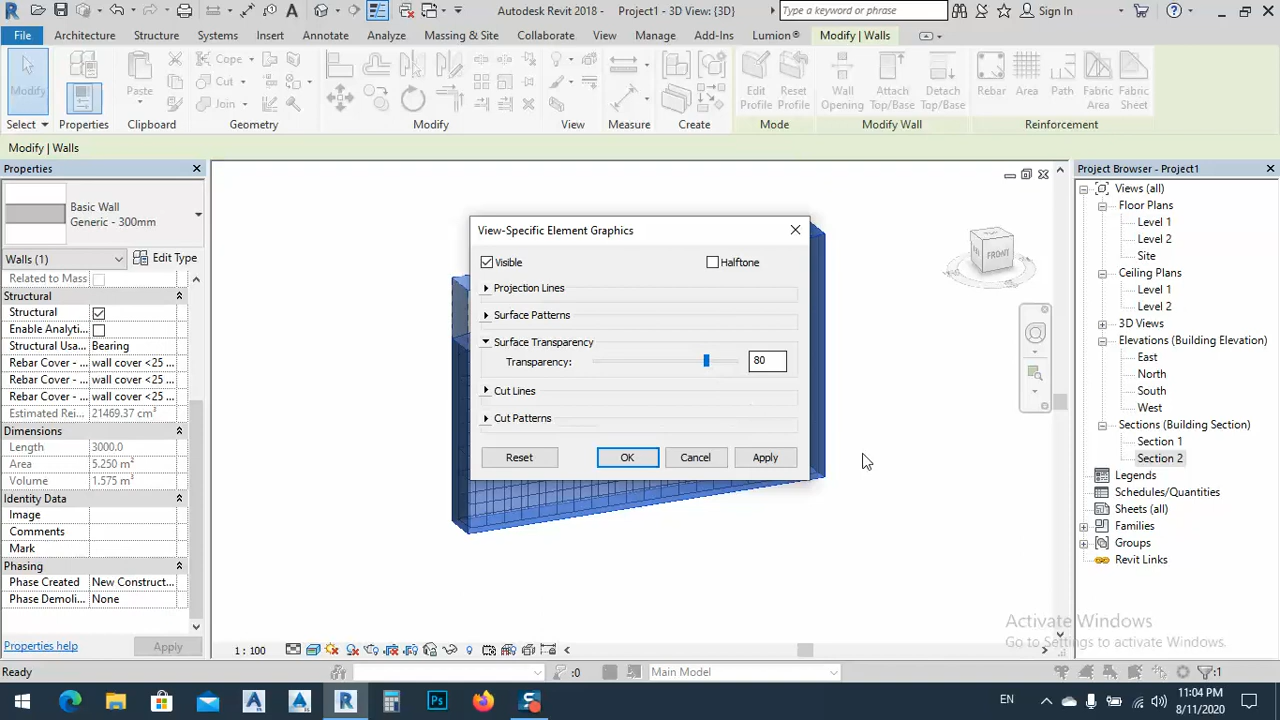 Autodesk Revit 2018 -    Project1 - 3D View: {3D}
Type a keyword or phrase
Sign In
File Architecture Structure Systems Insert Annotate Analyze Massing & Site Collaborate View Manage Add-Ins Lumion® Modify | Walls
Modify
Paste
Cope
Cut
Join
Edit Profile
Reset Profile
Wall Opening
Attach Top/Base
Detach Top/Base
Rebar
Area
Path
Fabric Area
Fabric Sheet
Select Properties Clipboard Geometry Modify View Measure Create Mode Modify Wall Reinforcement
Modify | Walls
Properties
Basic Wall
Generic - 300mm
Walls (1)
Edit Type
Related to Mass
Structural
Structural
Enable Analyti...
Structural Usa... Bearing
Rebar Cover - ... wall cover <25 ...
Rebar Cover - ... wall cover <25 ...
Rebar Cover - ... wall cover <25 ...
Estimated Rei... 21469.37 cm³
Dimensions
Length 3000.0
Area 5.250 m²
Volume 1.575 m³
Identity Data
Image
Comments
Mark
Phasing
Phase Created New Construct...
Phase Demoli... None
Properties help
Apply
View-Specific Element Graphics
Visible
Halftone
Projection Lines
Surface Patterns
Surface Transparency
Transparency: 80
Cut Lines
Cut Patterns
Reset OK Cancel Apply
FRONT
Project Browser - Project1
Views (all)
Floor Plans
Level 1
Level 2
Site
Ceiling Plans
Level 1
Level 2
3D Views
Elevations (Building Elevation)
East
North
South
West
Sections (Building Section)
Section 1
Section 2
Legends
Schedules/Quantities
Sheets (all)
Families
Groups
Revit Links
Activate Windows
Go to Settings to activate Windows.
1 : 100
Ready
:0
Main Model
:1
EN
11:04 PM
8/11/2020